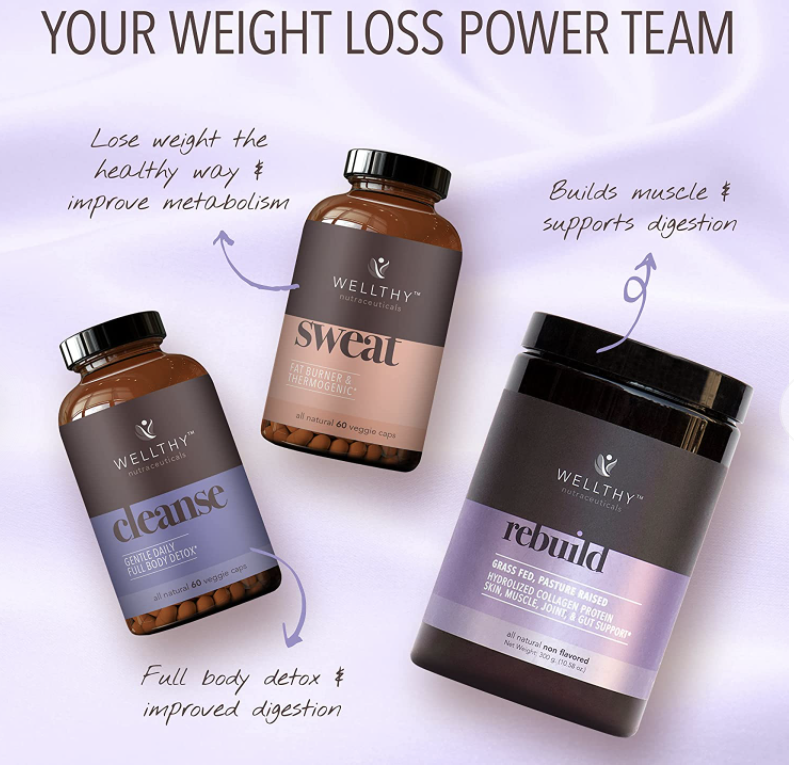 YOUR WEIGHT LOSS POWER TEAM
Lose weight the
healthy way &
improve metabolism
Builds muscle &
supports digestion
WELLTHY™
nutraceuticals
sweat
FAT BURNER &
THERMOGENIC*
all natural 60 veggie caps
WELLTHY™
nutraceuticals
cleanse
GENTLE DAILY
FULL BODY DETOX*
all natural 60 veggie caps
WELLTHY™
nutraceuticals
rebuild
GRASS FED, PASTURE RAISED
HYDROLIZED COLLAGEN PROTEIN
SKIN, MUSCLE, JOINT, & GUT SUPPORT*
all natural non flavored
Net Weight: 300 g. (10.58 oz.)
Full body detox &
improved digestion